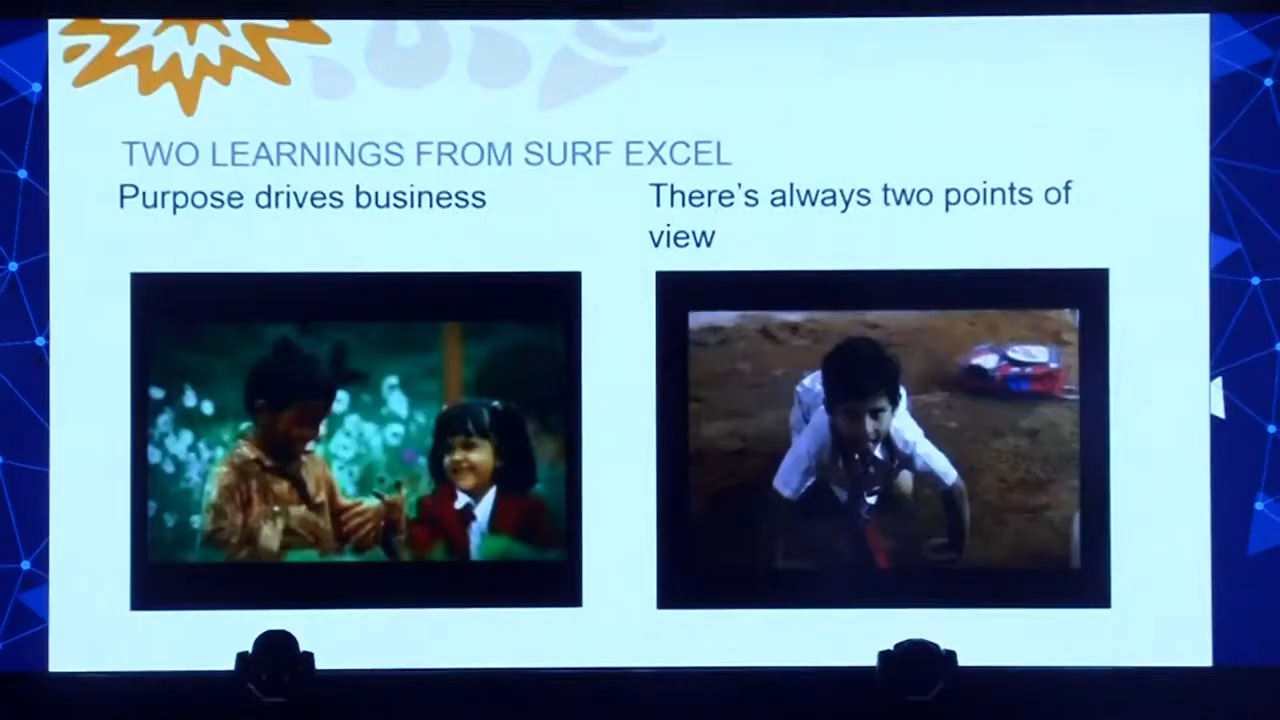 TWO LEARNINGS FROM SURF EXCEL
Purpose drives business
There's always two points of
view